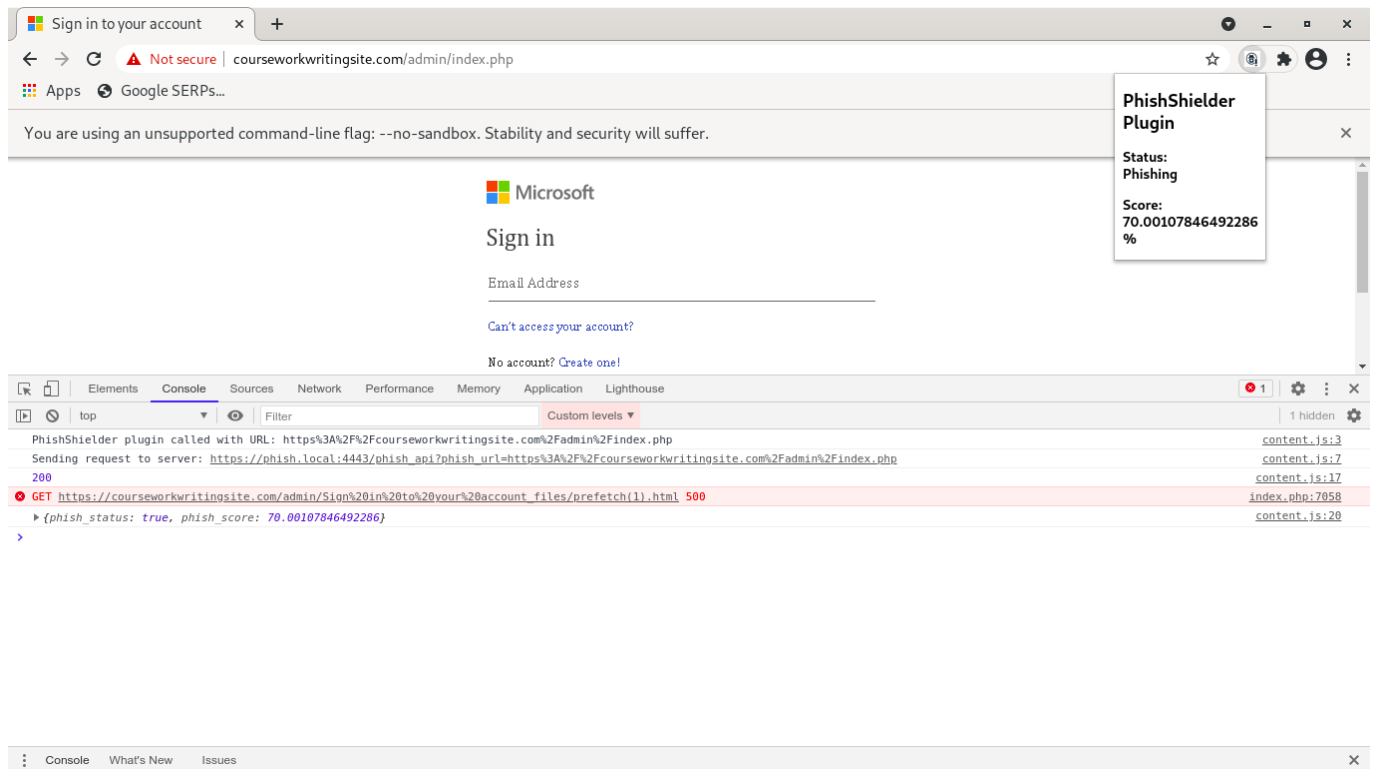 Sign in to your account
Not secure courseworkwritingsite.com/admin/index.php
Apps Google SERPs...
You are using an unsupported command-line flag: --no-sandbox. Stability and security will suffer.
PhishShielder
Plugin
Status:
Phishing
Score:
70.00107846492286
%
Microsoft
Sign in
Email Address
Can't access your account?
No account? Create one!
Elements Console Sources Network Performance Memory Application Lighthouse 1
top Filter Custom levels 1 hidden
PhishShielder plugin called with URL: https%3A%2F%2Fcourseworkwritingsite.com%2Fadmin%2Findex.php content.js:3
Sending request to server: https://phish.local:4443/phish_api?phish_url=https%3A%2F%2Fcourseworkwritingsite.com%2Fadmin%2Findex.php content.js:7
200 content.js:17
GET https://courseworkwritingsite.com/admin/Sign%20in%20to%20your%20account_files/prefetch(1).html 500 index.php:7058
{phish_status: true, phish_score: 70.00107846492286} content.js:20
Console What's New Issues